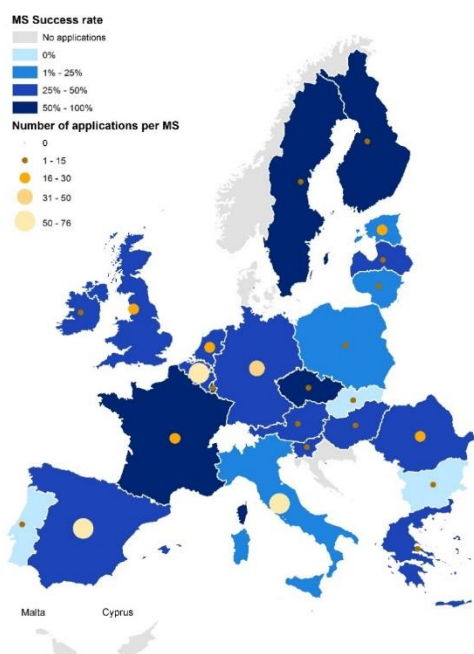 MS Success rate
No applications
0%
1% - 25%
25% - 50%
50% - 100%
Number of applications per MS
0
1 - 15
16 - 30
31 - 50
50 - 76
Malta Cyprus